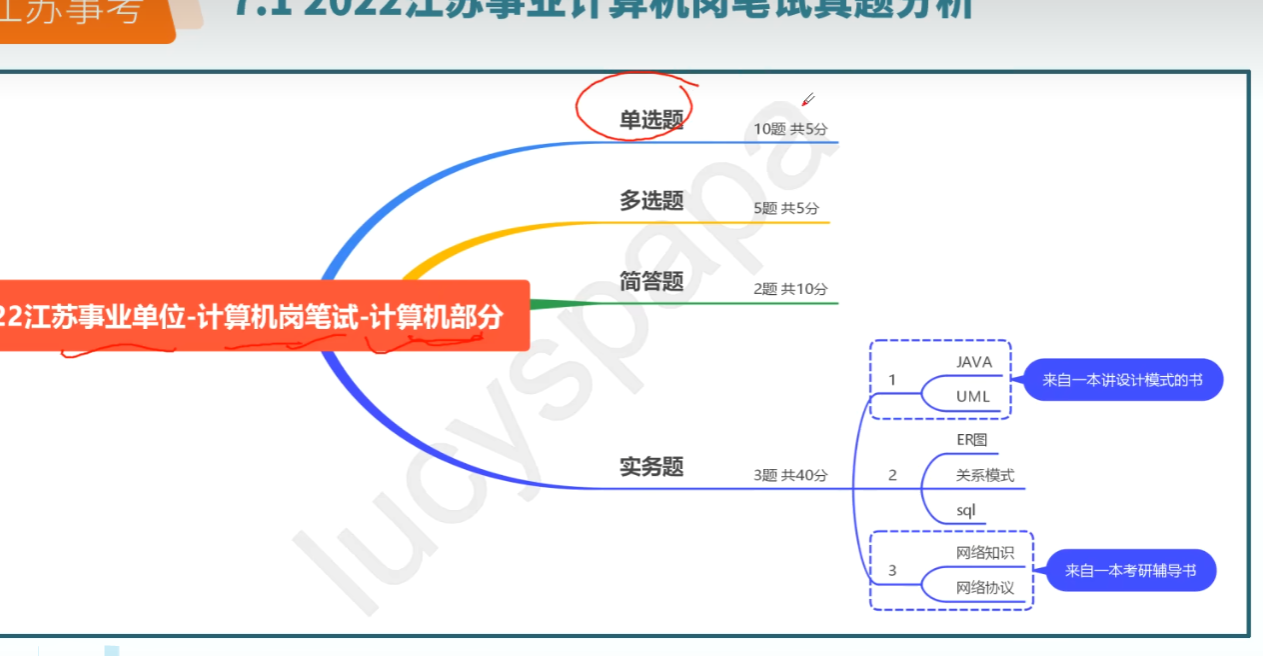 江苏事考
7.1 2022江苏事业计算机岗笔试真题分析
单选题
10题 共5分
多选题
5题 共5分
简答题
2题 共10分
22江苏事业单位-计算机岗笔试-计算机部分
实务题
3题 共40分
1
JAVA
UML
来自一本讲设计模式的书
2
ER图
关系模式
sql
3
网络知识
网络协议
来自一本考研辅导书
lucyspapa